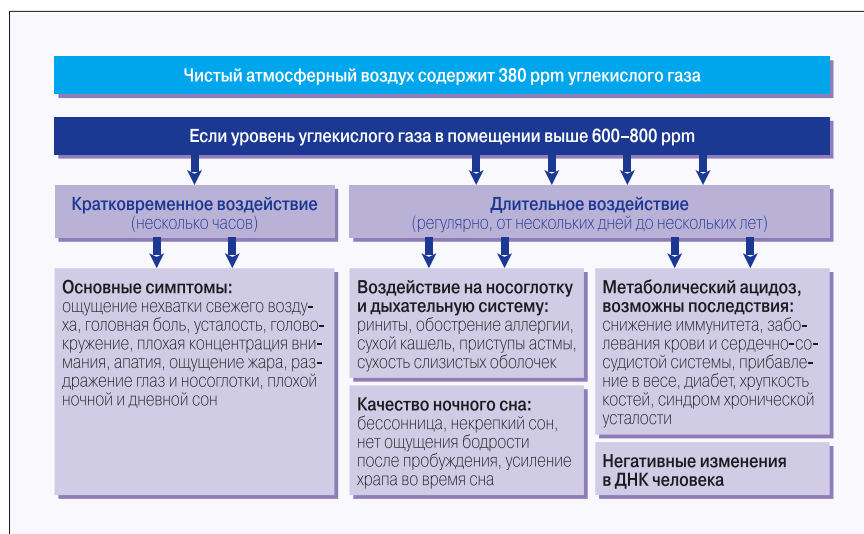 Чистый атмосферный воздух содержит 380 ppm углекислого газа
Если уровень углекислого газа в помещении выше 600–800 ppm
Кратковременное воздействие
(несколько часов)
Длительное воздействие
(регулярно, от нескольких дней до нескольких лет)
Основные симптомы:
ощущение нехватки свежего возду-
ха, головная боль, усталость, голово-
кружение, плохая концентрация вни-
мания, апатия, ощущение жара, раз-
дражение глаз и носоглотки, плохой
ночной и дневной сон
Воздействие на носоглотку
и дыхательную систему:
риниты, обострение аллергии,
сухой кашель, приступы астмы,
сухость слизистых оболочек
Качество ночного сна:
бессонница, некрепкий сон,
нет ощущения бодрости
после пробуждения, усиление
храпа во время сна
Метаболический ацидоз,
возможны последствия:
снижение иммунитета, забо-
левания крови и сердечно-со-
судистой системы, прибавле-
ние в весе, диабет, хрупкость
костей, синдром хронической
усталости
Негативные изменения
в ДНК человека